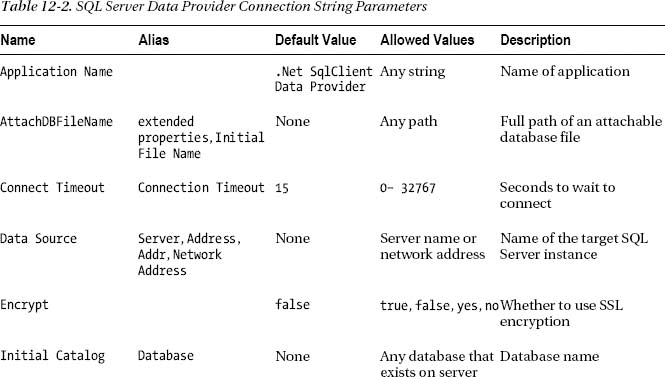 Table 12-2. SQL Server Data Provider Connection String Parameters
Name Alias Default Value Allowed Values Description
Application Name .Net SqlClient Any string Name of application
Data Provider
AttachDBFileName extended None Any path Full path of an attachable
properties,Initial database file
File Name
Connect Timeout Connection Timeout 15 0– 32767 Seconds to wait to
connect
Data Source Server,Address, None Server name or Name of the target SQL
Addr,Network network address Server instance
Address
Encrypt false true,false,yes,no Whether to use SSL
encryption
Initial Catalog Database None Any database that Database name
exists on server